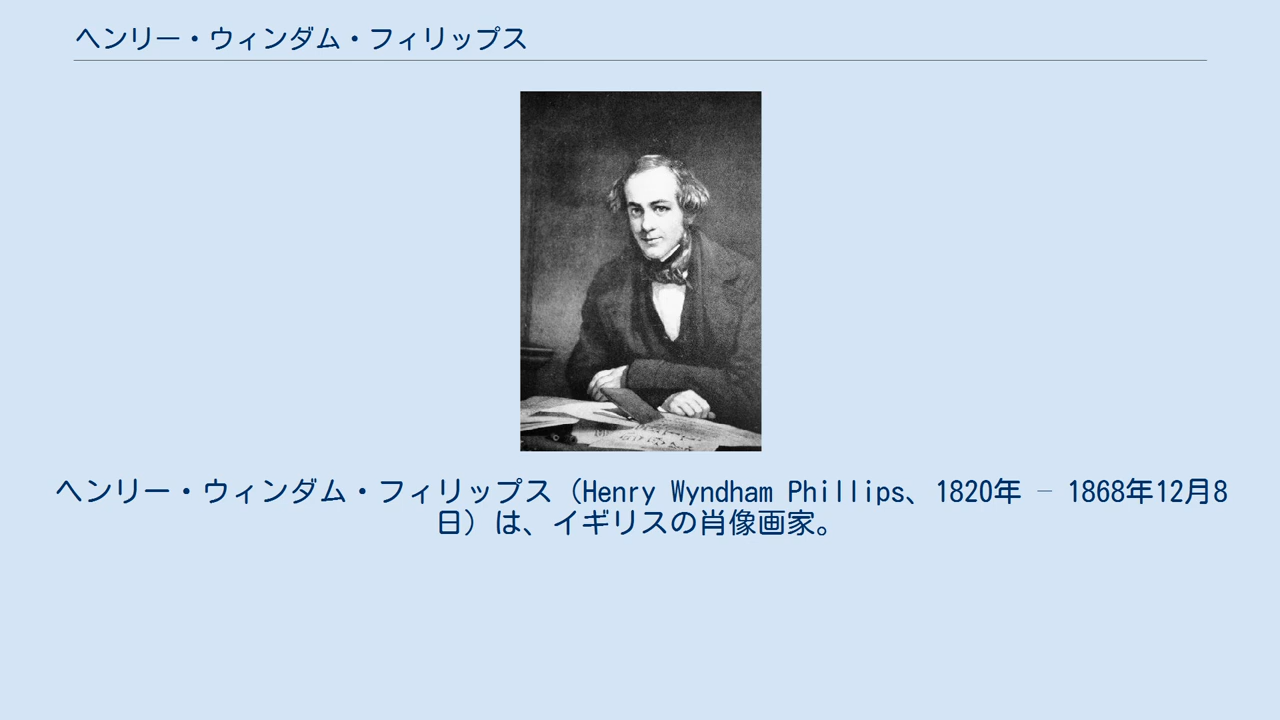 ヘンリー・ウィンダム・フィリップス
ヘンリー・ウィンダム・フィリップス（Henry Wyndham Phillips、1820年 – 1868年12月8
日）は、イギリスの肖像画家。